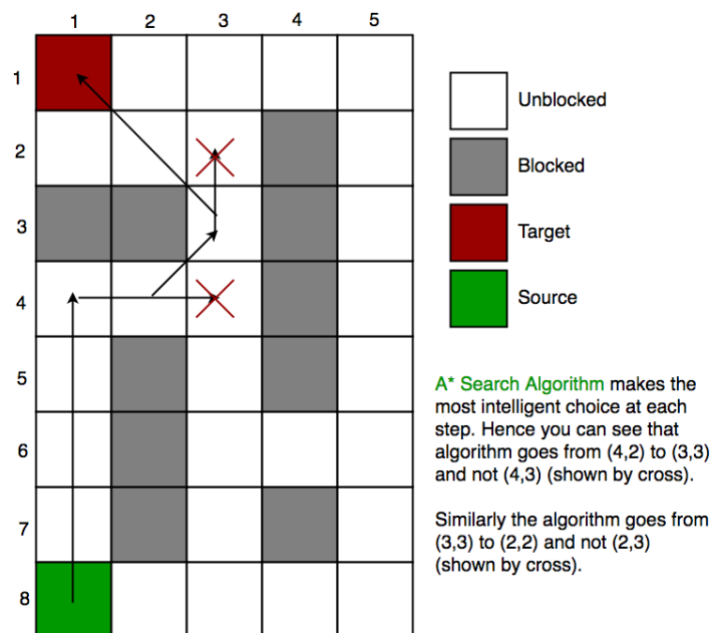 1 2 3 4 5
1
2
3
4
5
6
7
8
Unblocked
Blocked
Target
Source
A* Search Algorithm makes the
most intelligent choice at each
step. Hence you can see that
algorithm goes from (4,2) to (3,3)
and not (4,3) (shown by cross).
Similarly the algorithm goes from
(3,3) to (2,2) and not (2,3)
(shown by cross).